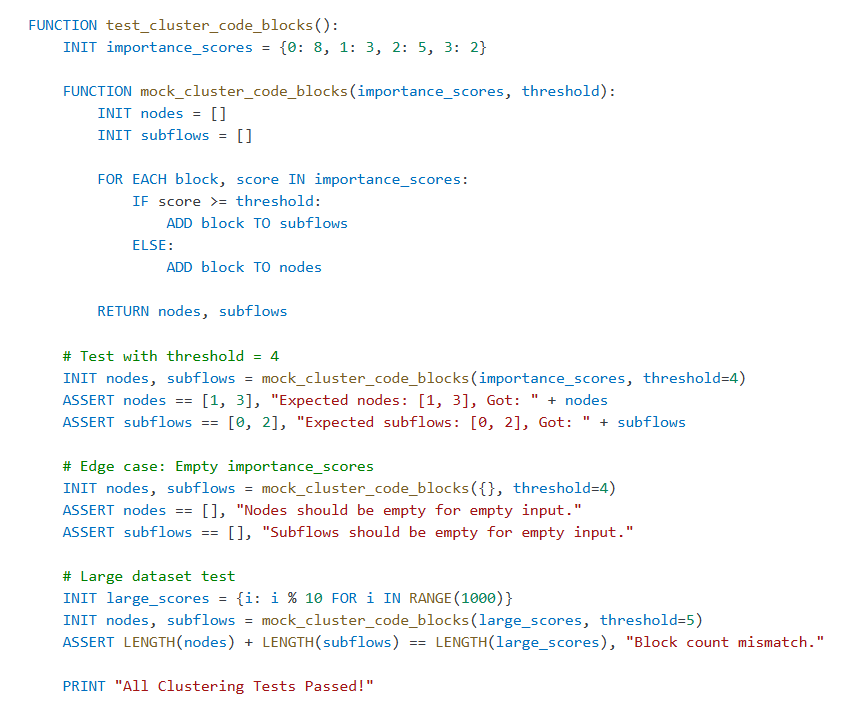 FUNCTION test_cluster_code_blocks():
    INIT importance_scores = {0: 8, 1: 3, 2: 5, 3: 2}

    FUNCTION mock_cluster_code_blocks(importance_scores, threshold):
        INIT nodes = []
        INIT subflows = []

        FOR EACH block, score IN importance_scores:
            IF score >= threshold:
                ADD block TO subflows
            ELSE:
                ADD block TO nodes

        RETURN nodes, subflows

    # Test with threshold = 4
    INIT nodes, subflows = mock_cluster_code_blocks(importance_scores, threshold=4)
    ASSERT nodes == [1, 3], "Expected nodes: [1, 3], Got: " + nodes
    ASSERT subflows == [0, 2], "Expected subflows: [0, 2], Got: " + subflows

    # Edge case: Empty importance_scores
    INIT nodes, subflows = mock_cluster_code_blocks({}, threshold=4)
    ASSERT nodes == [], "Nodes should be empty for empty input."
    ASSERT subflows == [], "Subflows should be empty for empty input."

    # Large dataset test
    INIT large_scores = {i: i % 10 FOR i IN RANGE(1000)}
    INIT nodes, subflows = mock_cluster_code_blocks(large_scores, threshold=5)
    ASSERT LENGTH(nodes) + LENGTH(subflows) == LENGTH(large_scores), "Block count mismatch."

    PRINT "All Clustering Tests Passed!"